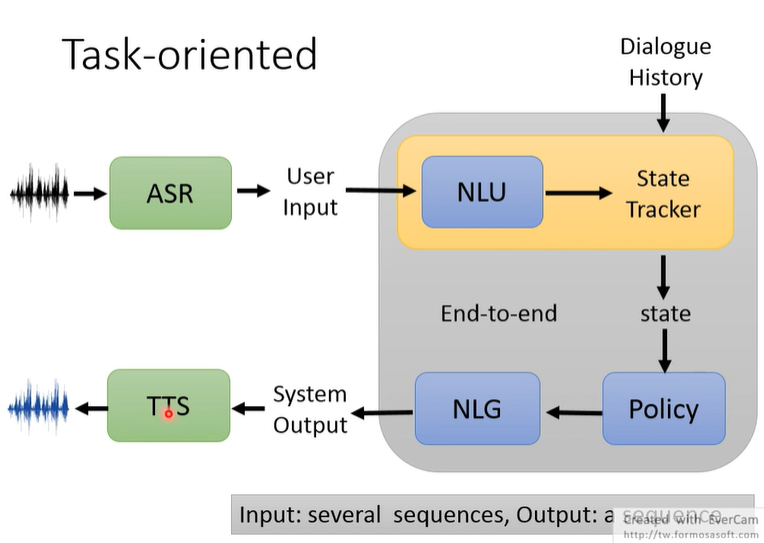 Task-oriented
Dialogue
History
ASR
User
Input
NLU
State
Tracker
End-to-end
state
TTS
System
Output
NLG
Policy
Input: several sequences, Output: a sequence
Created with EverCam
http://tw.formosasoft.com